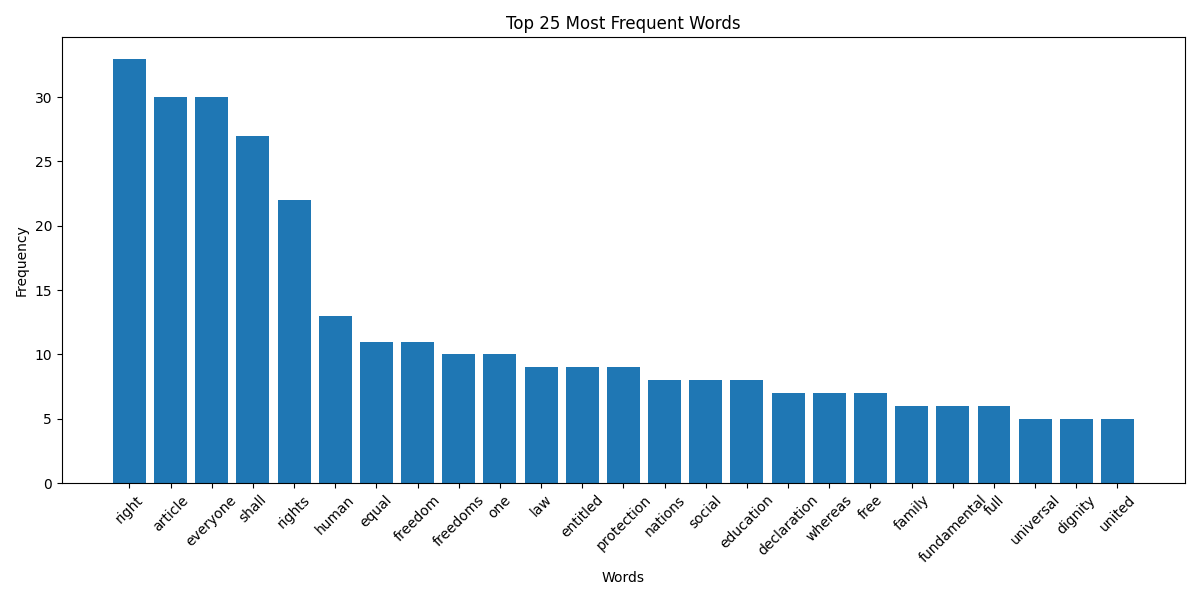 Top 25 Most Frequent Words
Frequency
30
25
20
15
10
5
0
right
article
everyone
shall
rights
human
equal
freedom
freedoms
one
law
entitled
protection
nations
social
education
declaration
whereas
free
family
fundamental
full
universal
dignity
united
Words